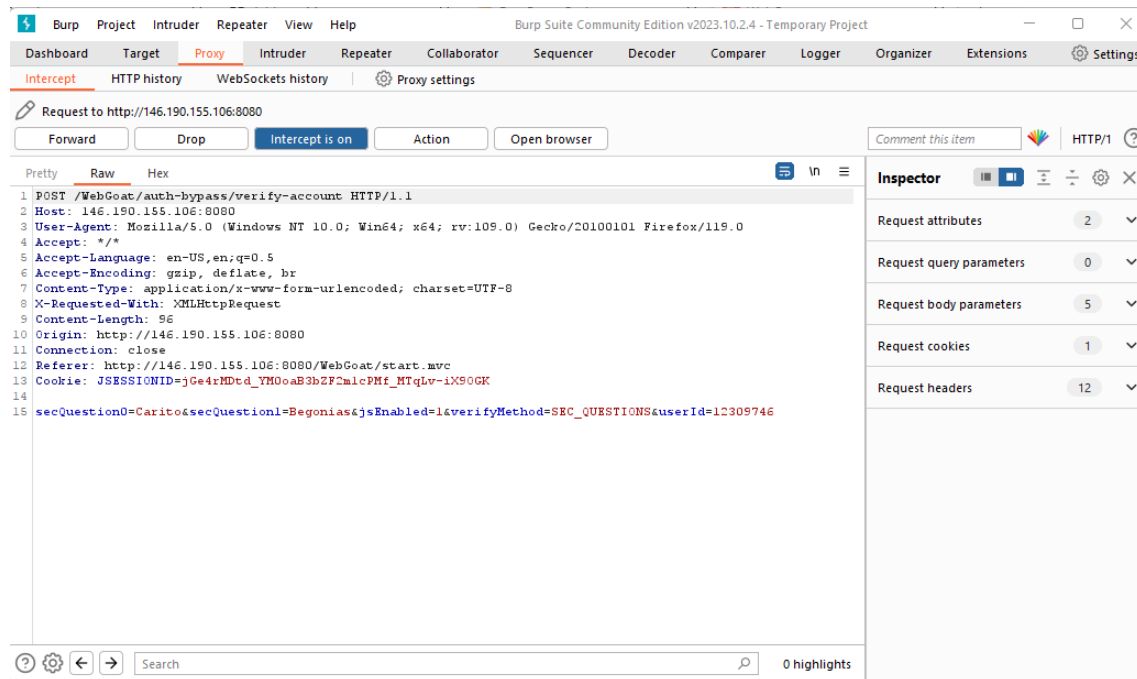 Burp Project Intruder Repeater View Help Burp Suite Community Edition v2023.10.2.4 - Temporary Project
Dashboard Target Proxy Intruder Repeater Collaborator Sequencer Decoder Comparer Logger Organizer Extensions Settings
Intercept HTTP history WebSockets history Proxy settings
Request to http://146.190.155.106:8080
Forward Drop Intercept is on Action Open browser Comment this item HTTP/1 ?
Pretty Raw Hex \n
Inspector
1 POST /WebGoat/auth-bypass/verify-account HTTP/1.1
2 Host: 146.190.155.106:8080
3 User-Agent: Mozilla/5.0 (Windows NT 10.0; Win64; x64; rv:109.0) Gecko/20100101 Firefox/119.0
4 Accept: */*
5 Accept-Language: en-US,en;q=0.5
6 Accept-Encoding: gzip, deflate, br
7 Content-Type: application/x-www-form-urlencoded; charset=UTF-8
8 X-Requested-With: XMLHttpRequest
9 Content-Length: 96
10 Origin: http://146.190.155.106:8080
11 Connection: close
12 Referer: http://146.190.155.106:8080/WebGoat/start.mvc
13 Cookie: JSESSIONID=jGe4rMDtd_YM0oaB3bZF2mlcPMf_MTqLv-iX90GK
14
15 secQuestion0=Carito&secQuestion1=Begonias&jsEnabled=1&verifyMethod=SEC_QUESTIONS&userId=12309746
Request attributes 2
Request query parameters 0
Request body parameters 5
Request cookies 1
Request headers 12
? Search 0 highlights